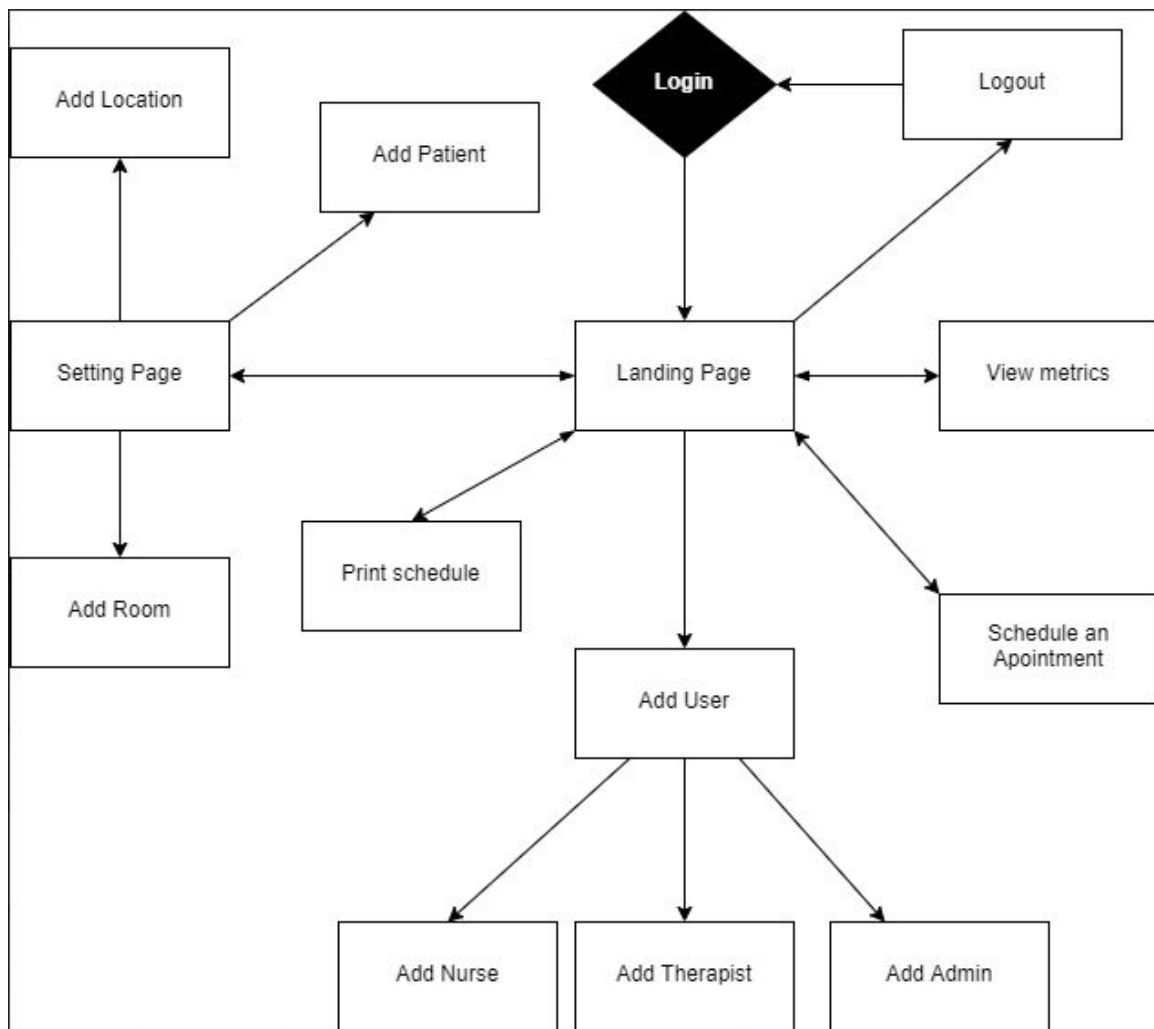 Login
Logout
Add Location
Add Patient
Setting Page
Landing Page
View metrics
Print schedule
Add Room
Schedule an
Apointment
Add User
Add Nurse
Add Therapist
Add Admin